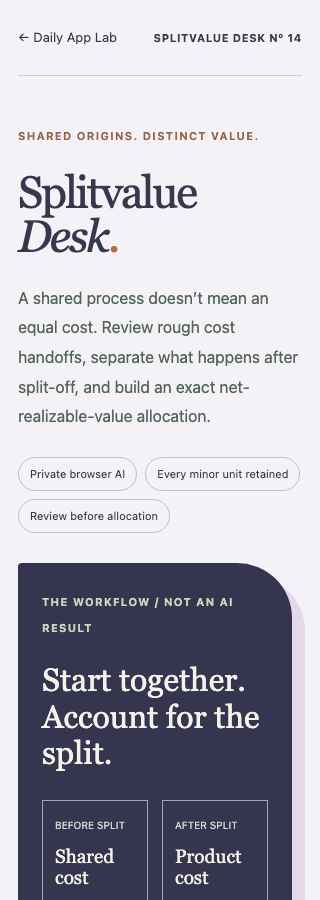 ← Daily App Lab
SPLITVALUE DESK Nº 14
SHARED ORIGINS. DISTINCT VALUE.
Splitvalue
Desk.
A shared process doesn’t mean an
equal cost. Review rough cost
handoffs, separate what happens after
split-off, and build an exact net-
realizable-value allocation.
Private browser AI
Every minor unit retained
Review before allocation
THE WORKFLOW / NOT AN AI
RESULT
Start together.
Account for the
split.
BEFORE SPLIT
Shared
cost
AFTER SPLIT
Product
cost